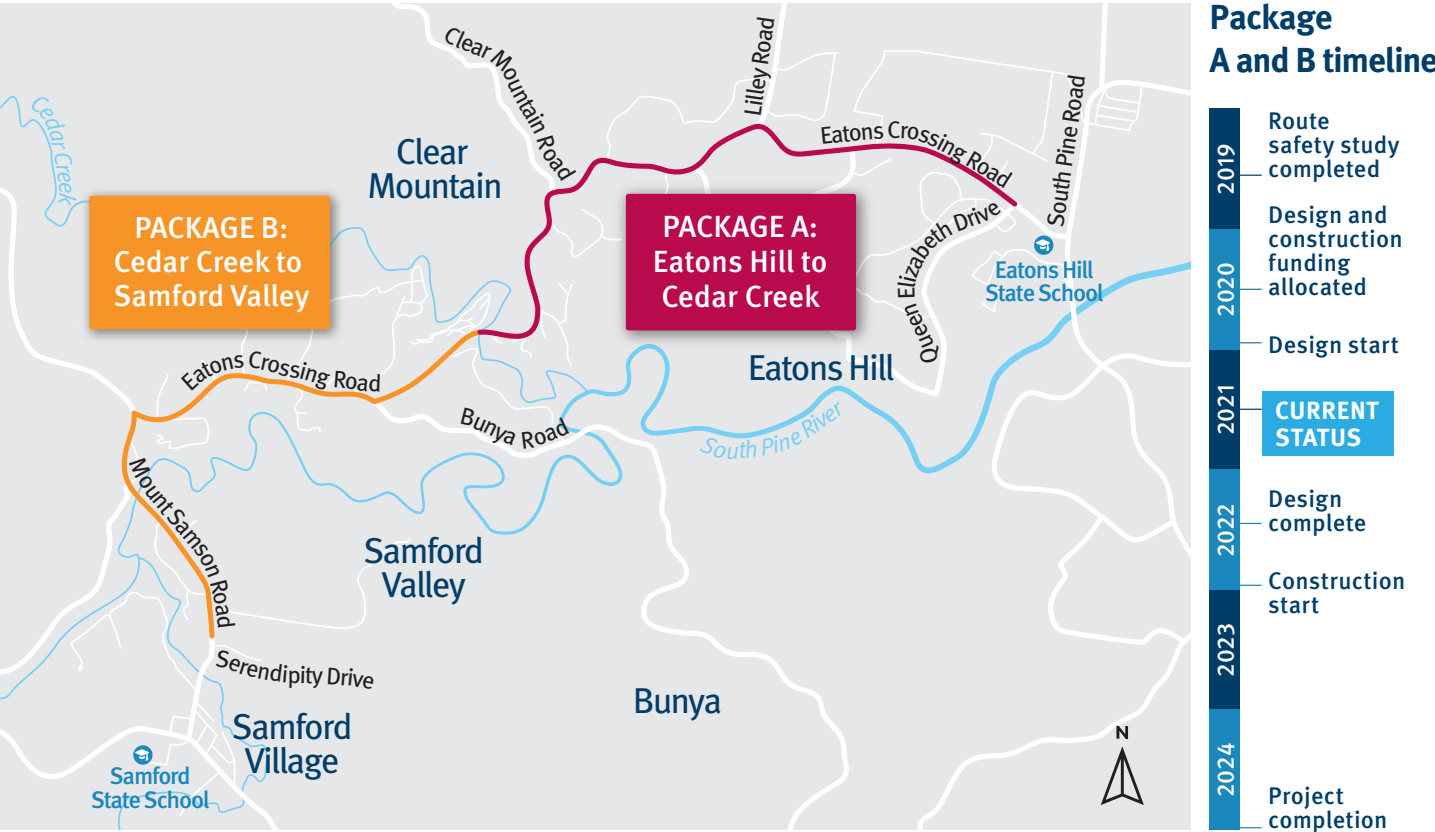 Clear Mountain Road
Lilley Road
Cedar Creek
Clear
Mountain
Eatons Crossing Road
South Pine Road
PACKAGE B:
Cedar Creek to
Samford Valley
PACKAGE A:
Eatons Hill to
Cedar Creek
Queen Elizabeth Drive
Eatons Hill
State School
Eatons Crossing Road
Eatons Hill
Bunya Road
South Pine River
Mount Samson Road
Samford
Valley
Serendipity Drive
Bunya
Samford
Village
Samford
State School
N
Package
A and B timeline
2019
Route
safety study
completed
2020
Design and
construction
funding
allocated
Design start
2021
CURRENT
STATUS
2022
Design
complete
Construction
start
2023
2024
Project
completion